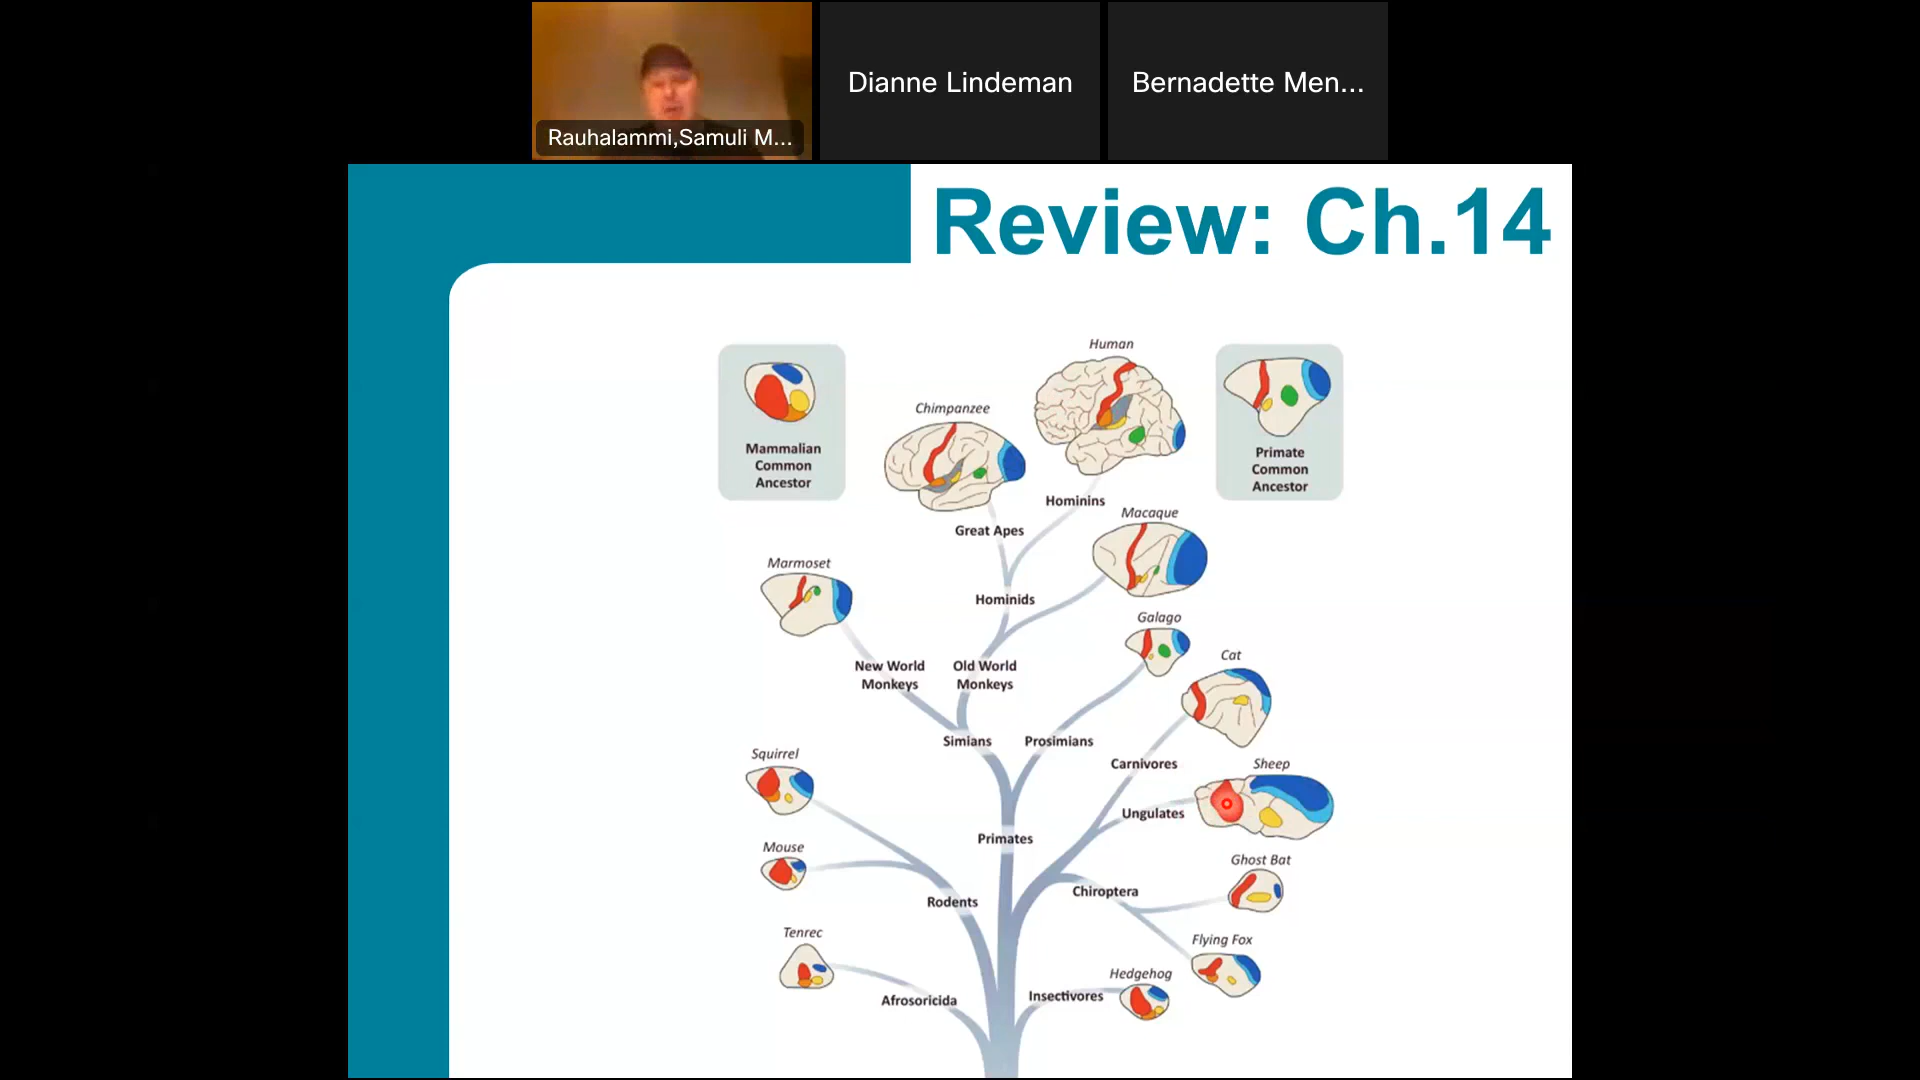 Dianne Lindeman
Bernadette Men...
Rauhalammi,Samuli M...
Review: Ch.14
Human
Mammalian
Common
Ancestor
Chimpanzee
Primate
Common
Ancestor
Hominins
Great Apes
Macaque
Marmoset
Hominids
Galago
Cat
New World
Monkeys
Old World
Monkeys
Simians
Prosimians
Squirrel
Carnivores
Sheep
Ungulates
Primates
Mouse
Ghost Bat
Chiroptera
Rodents
Tenrec
Flying Fox
Hedgehog
Afrosoricida
Insectivores